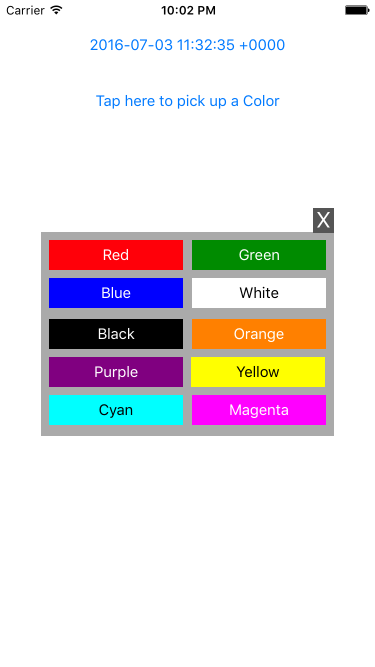 Carrier 10:02 PM
2016-07-03 11:32:35 +0000
Tap here to pick up a Color
X
Red Green
Blue White
Black Orange
Purple Yellow
Cyan Magenta